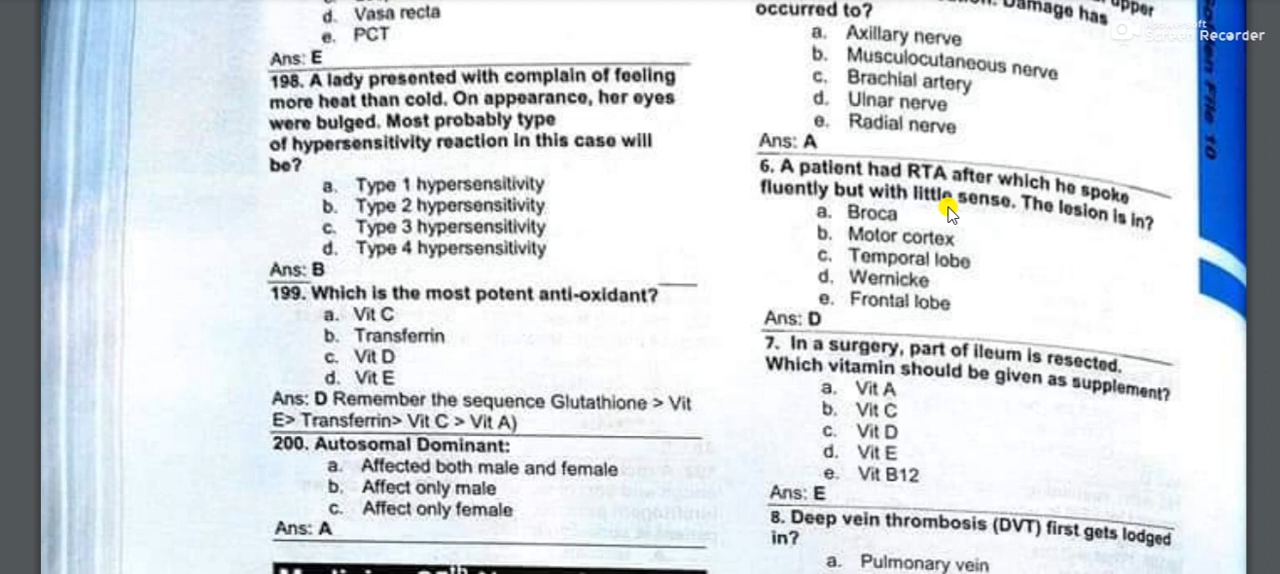 d. Vasa recta
e. PCT
Ans: E
198. A lady presented with complain of feeling
more heat than cold. On appearance, her eyes
were bulged. Most probably type
of hypersensitivity reaction in this case will
be?
a. Type 1 hypersensitivity
b. Type 2 hypersensitivity
c. Type 3 hypersensitivity
d. Type 4 hypersensitivity
Ans: B
199. Which is the most potent anti-oxidant?
a. Vit C
b. Transferrin
c. Vit D
d. Vit E
Ans: D Remember the sequence Glutathione > Vit
E> Transferrin> Vit C > Vit A)
200. Autosomal Dominant:
a. Affected both male and female
b. Affect only male
c. Affect only female
Ans: A
Damage has upper
occurred to?
a. Axillary nerve
b. Musculocutaneous nerve
c. Brachial artery
d. Ulnar nerve
e. Radial nerve
Ans: A
6. A patient had RTA after which he spoke
fluently but with little sense. The lesion is in?
a. Broca
b. Motor cortex
c. Temporal lobe
d. Wernicke
e. Frontal lobe
Ans: D
7. In a surgery, part of ileum is resected.
Which vitamin should be given as supplement?
a. Vit A
b. Vit C
c. Vit D
d. Vit E
e. Vit B12
Ans: E
8. Deep vein thrombosis (DVT) first gets lodged
in?
a. Pulmonary vein
File 10
Screen Recorder